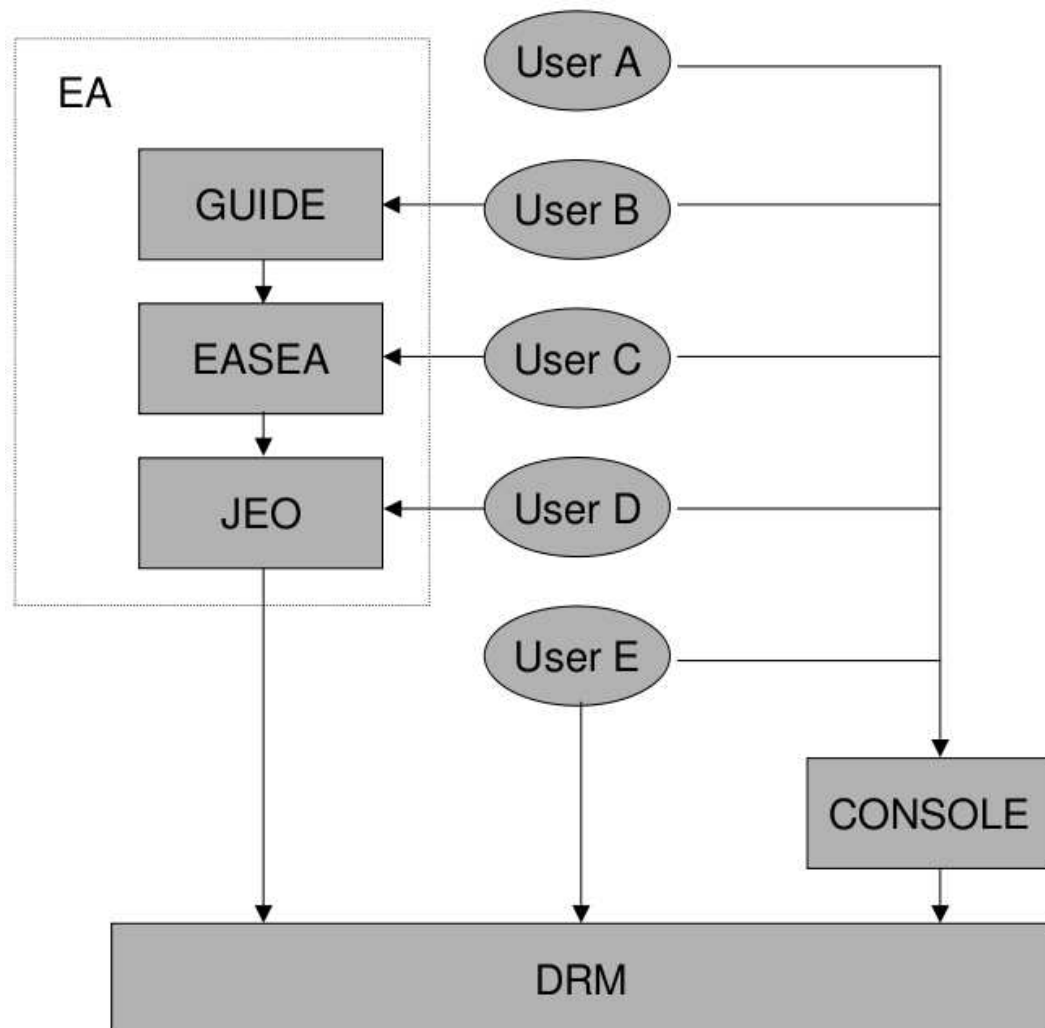 EA
User A
GUIDE
User B
EASEA
User C
JEO
User D
User E
CONSOLE
DRM